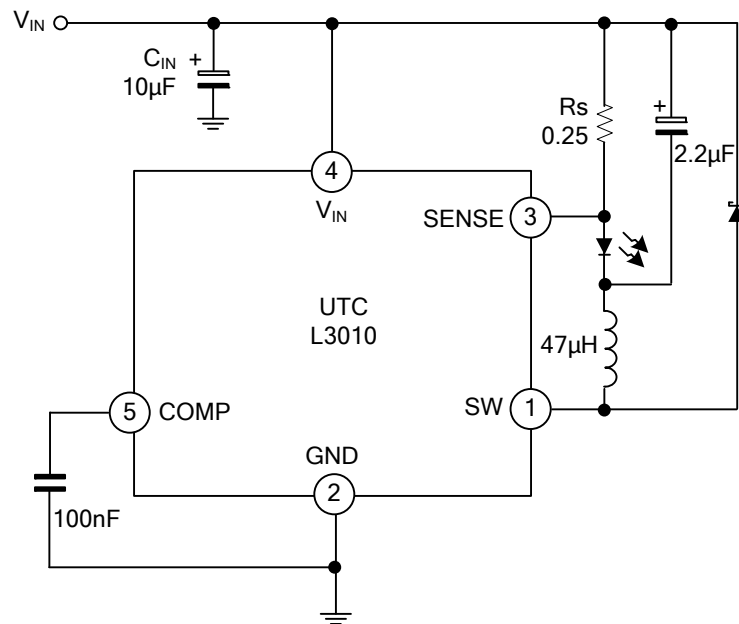 VIN
CIN +
10µF
Rs
0.25
+
2.2µF
4
VIN
SENSE 3
UTC
L3010
47µH
5 COMP
SW 1
GND
2
100nF